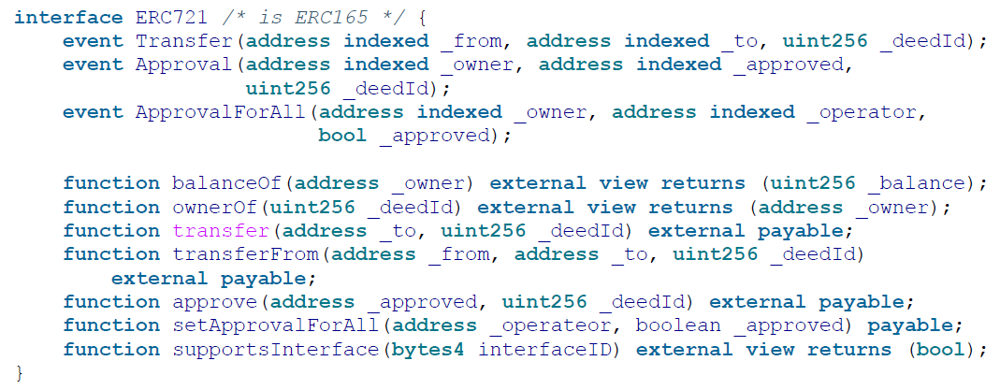 interface ERC721 /* is ERC165 */ {
    event Transfer(address indexed _from, address indexed _to, uint256 _deedId);
    event Approval(address indexed _owner, address indexed _approved,
                   uint256 _deedId);
    event ApprovalForAll(address indexed _owner, address indexed _operator,
                         bool _approved);

    function balanceOf(address _owner) external view returns (uint256 _balance);
    function ownerOf(uint256 _deedId) external view returns (address _owner);
    function transfer(address _to, uint256 _deedId) external payable;
    function transferFrom(address _from, address _to, uint256 _deedId)
        external payable;
    function approve(address _approved, uint256 _deedId) external payable;
    function setApprovalForAll(address _operateor, boolean _approved) payable;
    function supportsInterface(bytes4 interfaceID) external view returns (bool);
}